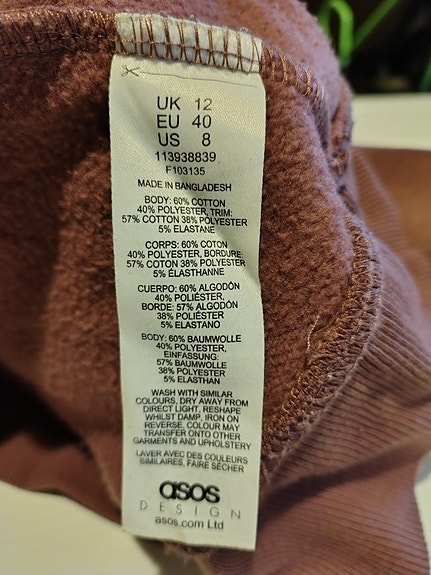 UK 12
EU 40
US 8
113938839
F103135
MADE IN BANGLADESH
BODY: 60% COTTON
40% POLYESTER, TRIM:
57% COTTON 38% POLYESTER
5% ELASTANE
CORPS: 60% COTON
40% POLYESTER, BORDURE:
57% COTON 38% POLYESTER
5% ÉLASTHANNE
CUERPO: 60% ALGODÓN
40% POLIÉSTER,
BORDE: 57% ALGODÓN
38% POLIÉSTER
5% ELASTANO
BODY: 60% BAUMWOLLE
40% POLYESTER,
EINFASSUNG:
57% BAUMWOLLE
38% POLYESTER
5% ELASTHAN
WASH WITH SIMILAR
COLOURS, DRY AWAY FROM
DIRECT LIGHT, RESHAPE
WHILST DAMP, IRON ON
REVERSE. COLOUR MAY
TRANSFER ONTO OTHER
GARMENTS AND UPHOLSTERY
LAVER AVEC DES COULEURS
SIMILAIRES, FAIRE SÉCHER
asos
DESIGN
asos.com Ltd